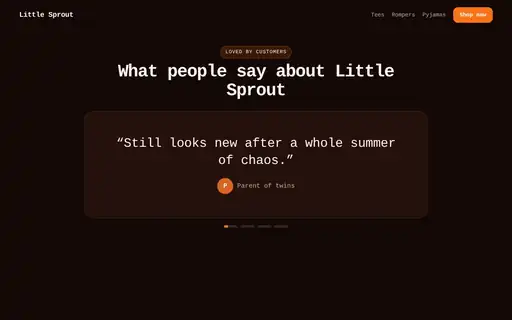 Little Sprout
Tees Rompers Pyjamas Shop now
LOVED BY CUSTOMERS
What people say about Little
Sprout
“Still looks new after a whole summer
of chaos.”
P Parent of twins